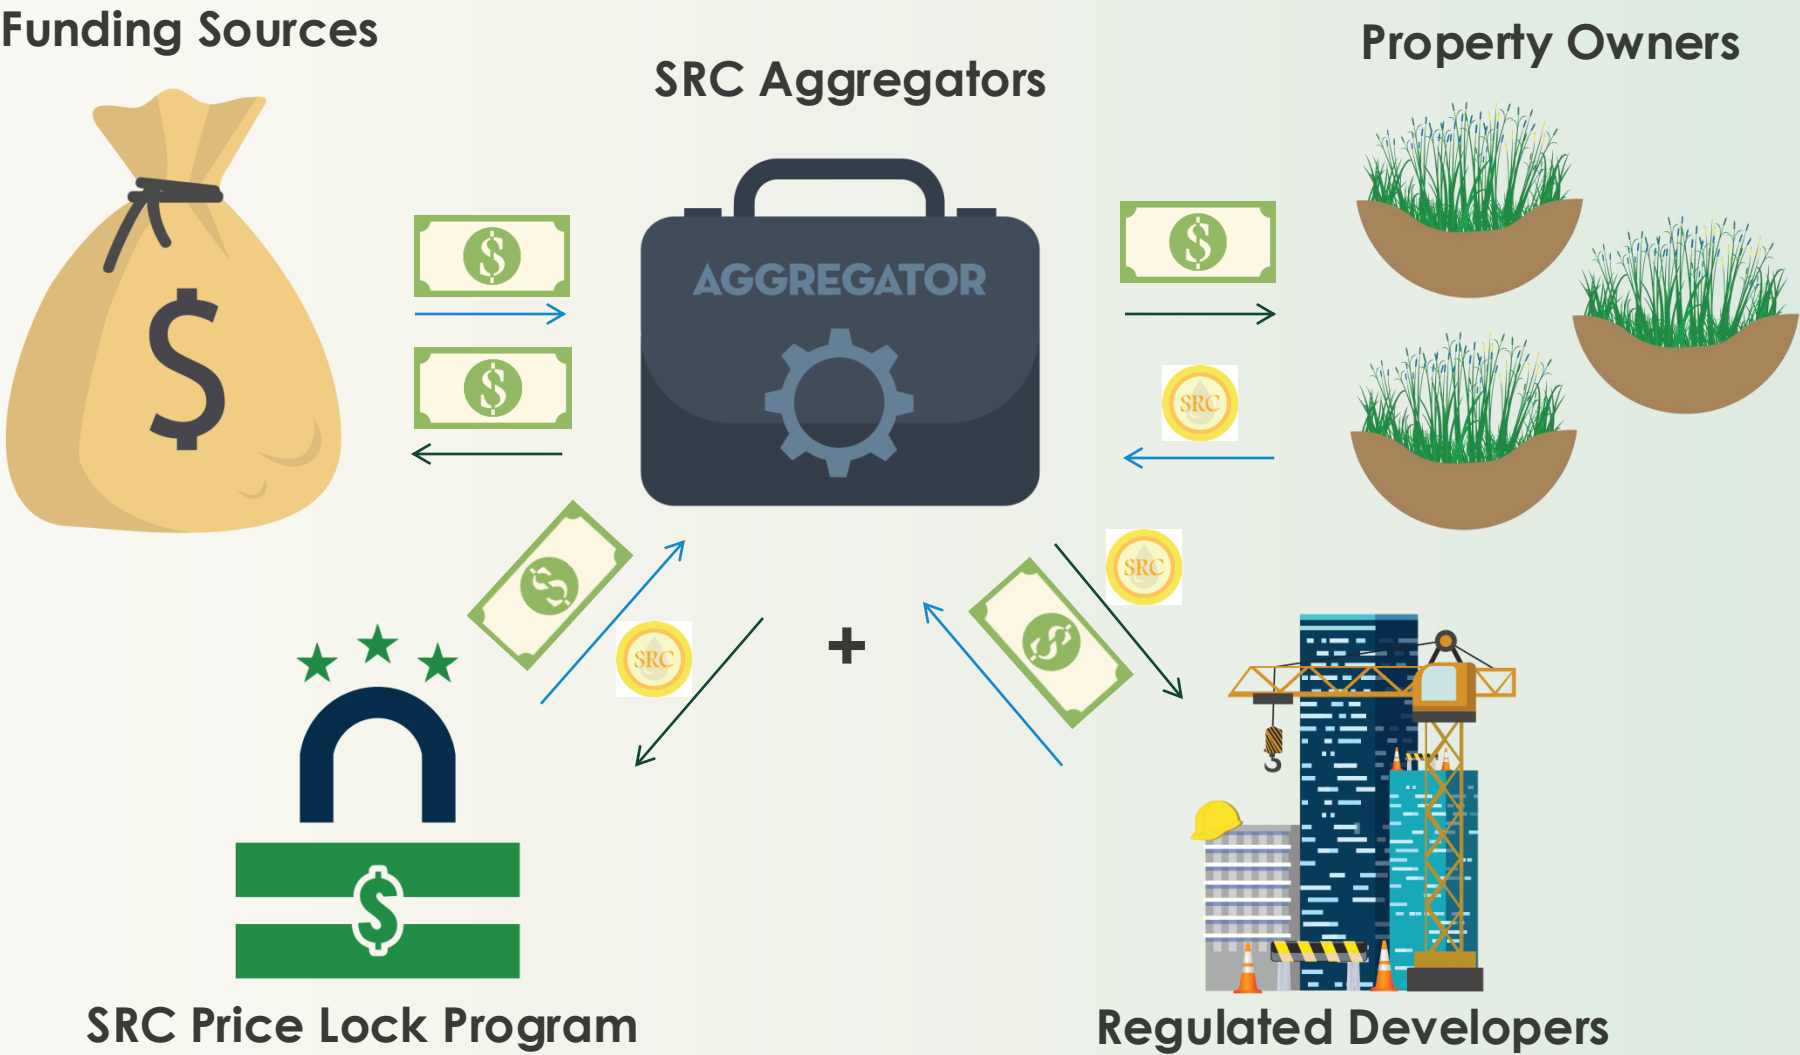 Funding Sources
SRC Aggregators
Property Owners
$
$
$
AGGREGATOR
$
$
SRC
$
SRC
$
SRC
+
$
SRC Price Lock Program
Regulated Developers